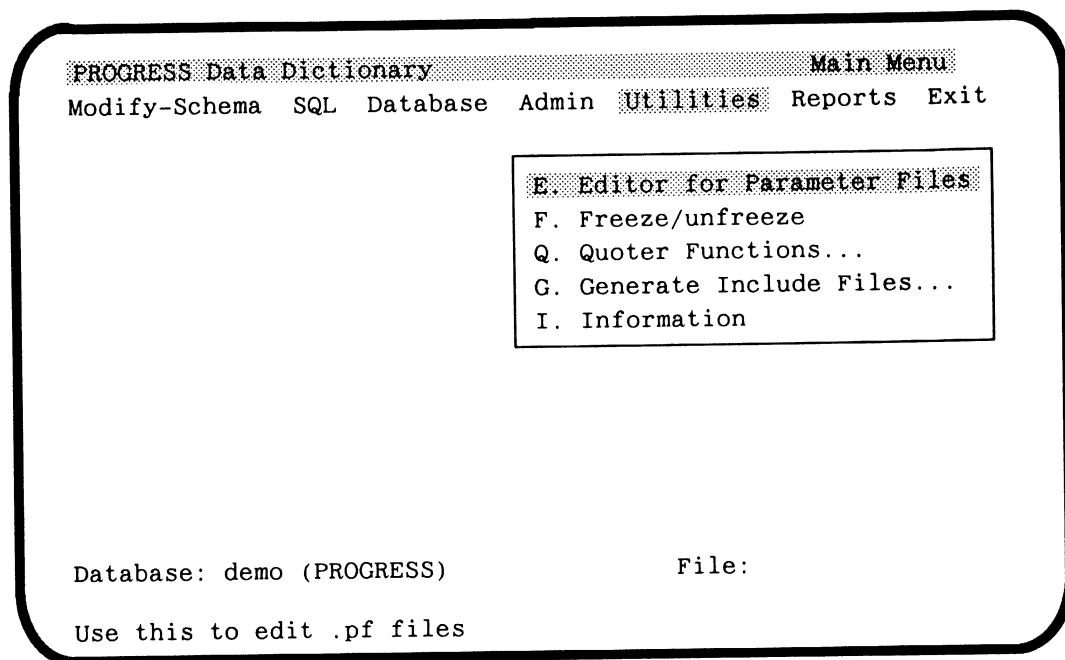 PROGRESS Data Dictionary Main Menu
Modify-Schema SQL Database Admin Utilities Reports Exit
E. Editor for Parameter Files
F. Freeze/unfreeze
Q. Quoter Functions...
G. Generate Include Files...
I. Information
Database: demo (PROGRESS) File:
Use this to edit .pf files